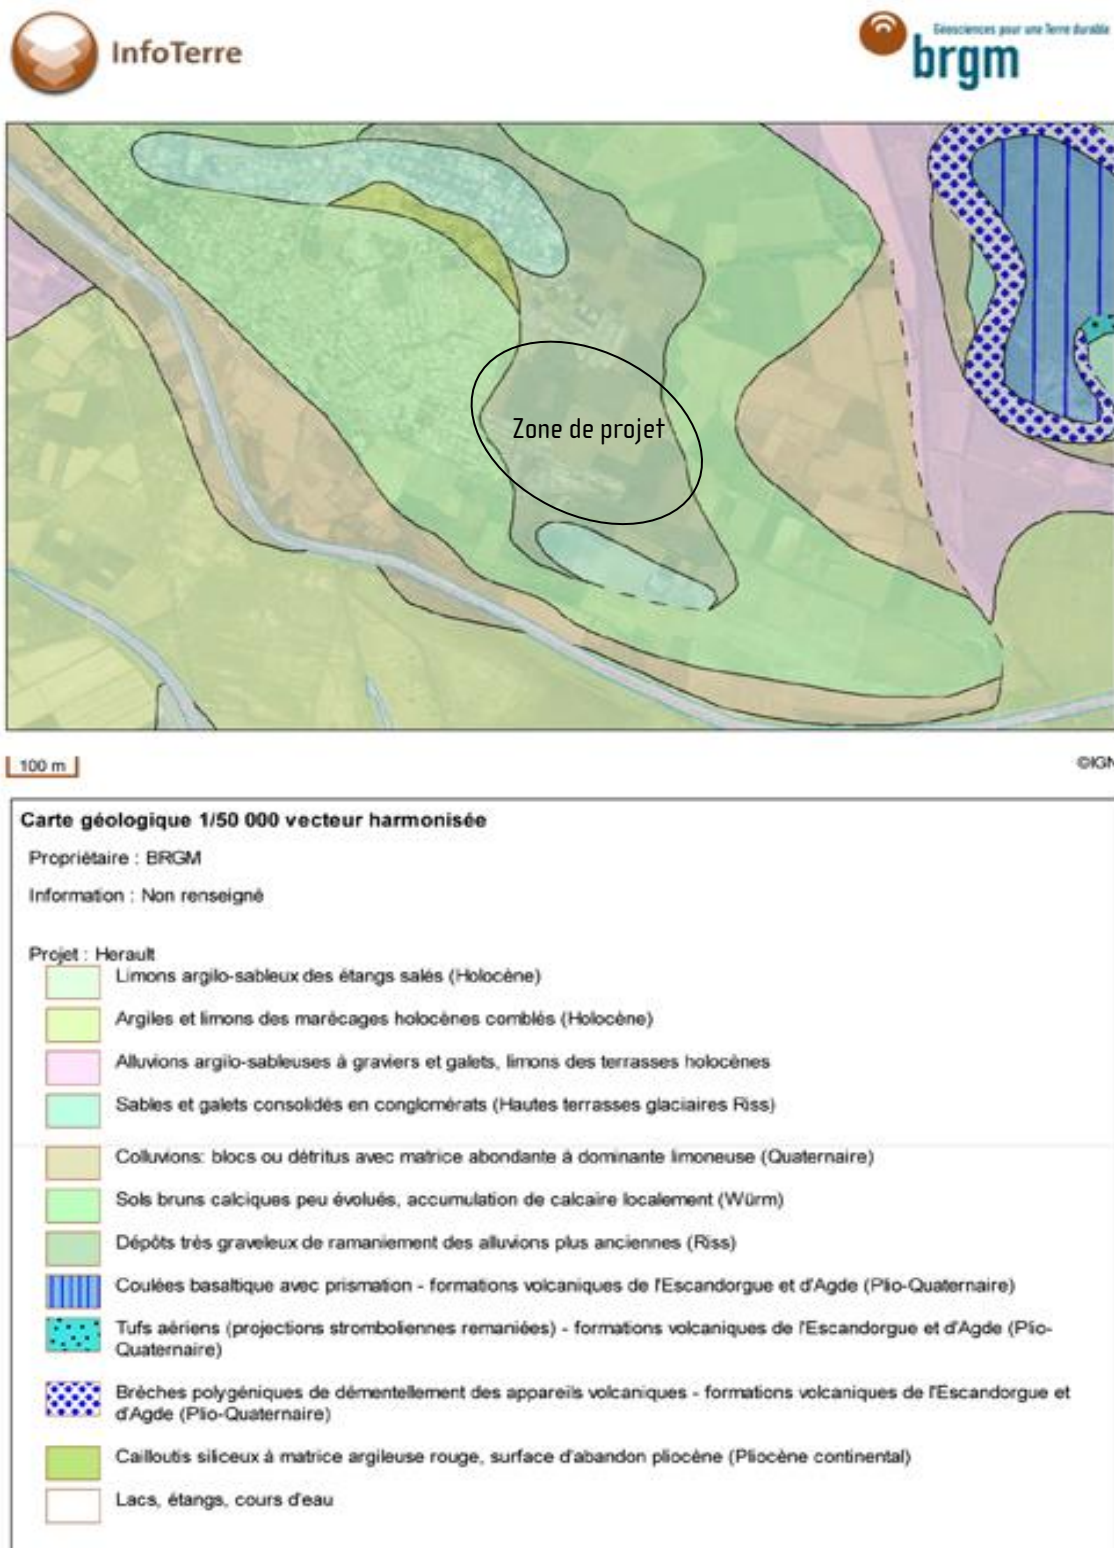 InfoTerre
Géosciences pour une Terre durable
brgm
Zone de projet
100 m
©IGN
Carte géologique 1/50 000 vecteur harmonisée
Propriétaire : BRGM
Information : Non renseigné
Projet : Herault
Limons argilo-sableux des étangs salés (Holocène)
Argiles et limons des marécages holocènes comblés (Holocène)
Alluvions argilo-sableuses à graviers et galets, limons des terrasses holocènes
Sables et galets consolidés en conglomérats (Hautes terrasses glaciaires Riss)
Colluvions: blocs ou détritus avec matrice abondante à dominante limoneuse (Quaternaire)
Sols bruns calciques peu évolués, accumulation de calcaire localement (Würm)
Dépôts très graveleux de ramaniement des alluvions plus anciennes (Riss)
Coulées basaltique avec prismation - formations volcaniques de l'Escandorgue et d'Agde (Plio-Quaternaire)
Tufs aériens (projections stromboliennes remaniées) - formations volcaniques de l'Escandorgue et d'Agde (Plio-
Quaternaire)
Brèches polygéniques de démentellement des appareils volcaniques - formations volcaniques de l'Escandorgue et
d'Agde (Plio-Quaternaire)
Cailloutis siliceux à matrice argileuse rouge, surface d'abandon pliocène (Pliocène continental)
Lacs, étangs, cours d'eau